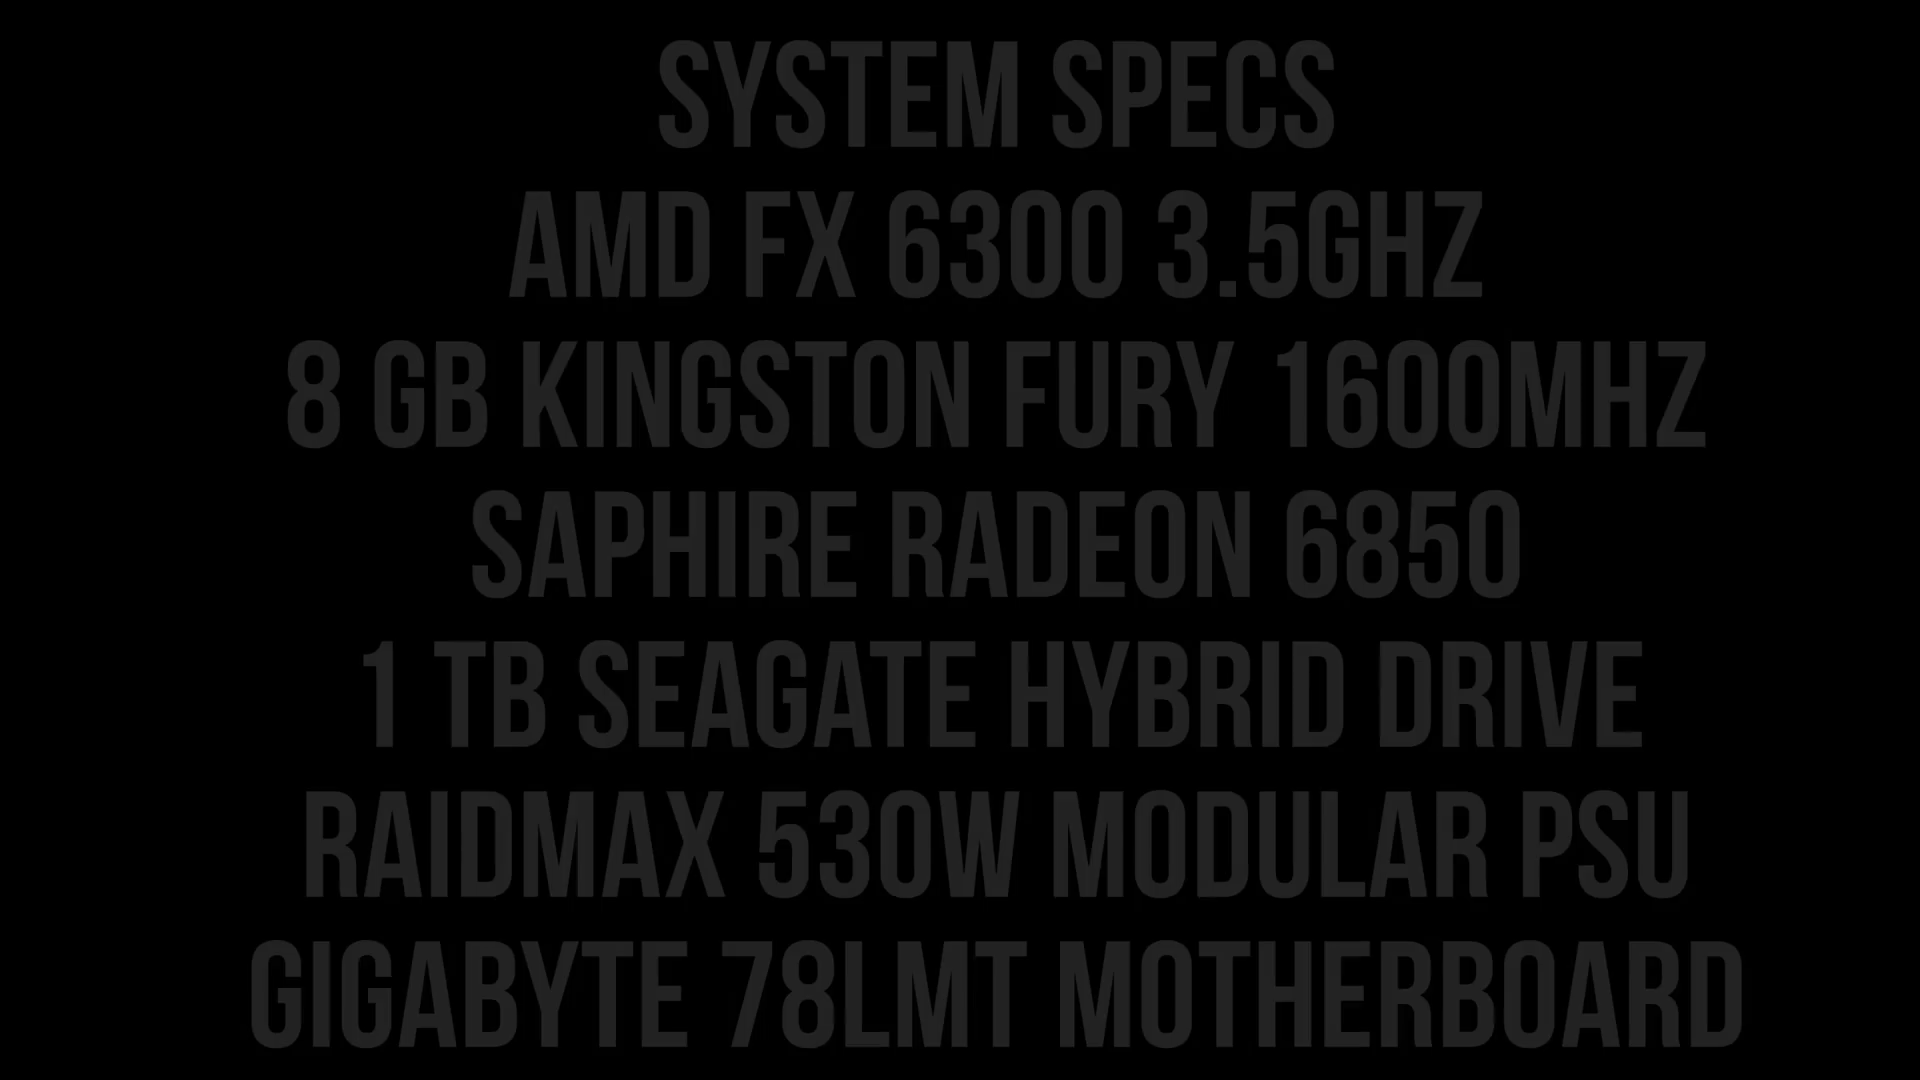 SYSTEM SPECS
AMD FX 6300 3.5GHZ
8 GB KINGSTON FURY 1600MHZ
SAPHIRE RADEON 6850
1 TB SEAGATE HYBRID DRIVE
RAIDMAX 530W MODULAR PSU
GIGABYTE 78LMT MOTHERBOARD